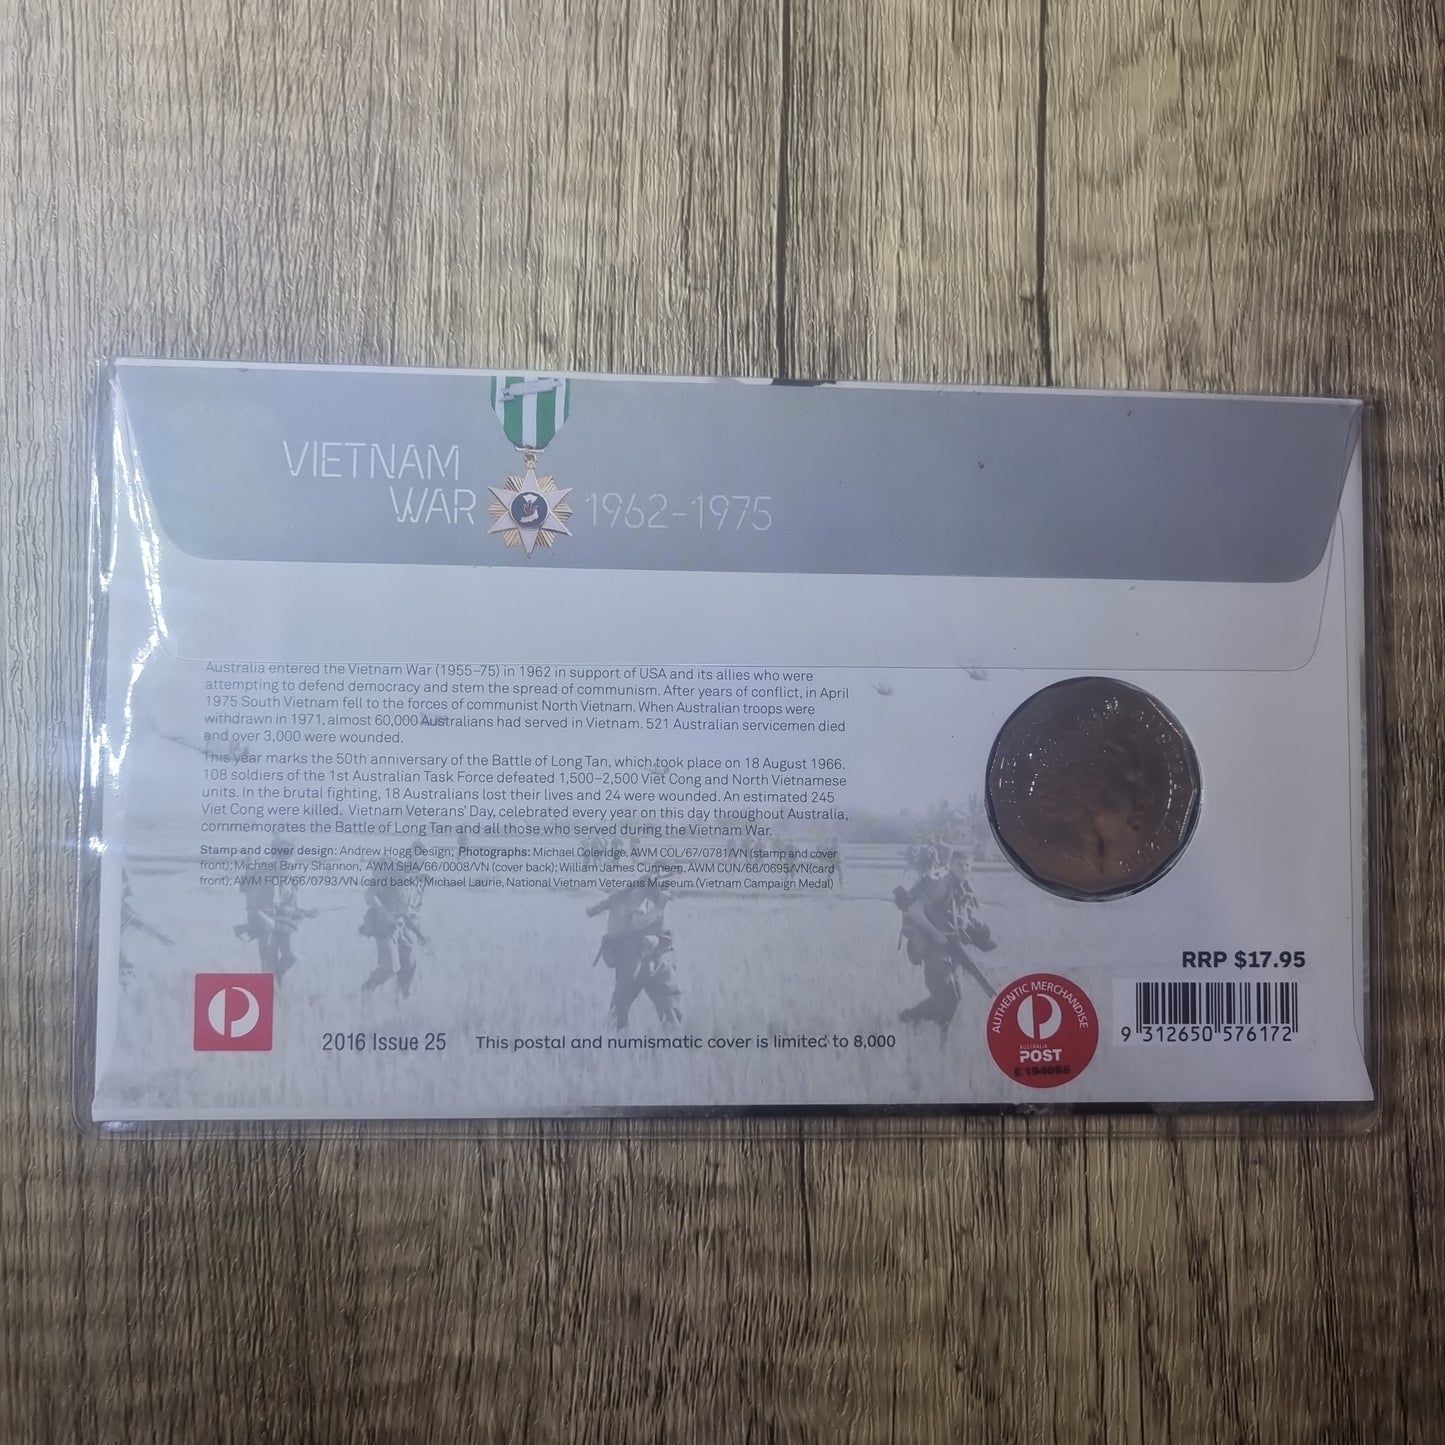 VIETNAM
WAR 1962-1975
Australia entered the Vietnam War (1955–75) in 1962 in support of USA and its allies who were
attempting to defend democracy and stem the spread of communism. After years of conflict, in April
1975 South Vietnam fell to the forces of communist North Vietnam. When Australian troops were
withdrawn in 1971, almost 60,000 Australians had served in Vietnam. 521 Australian servicemen died
and over 3,000 were wounded.
This year marks the 50th anniversary of the Battle of Long Tan, which took place on 18 August 1966.
108 soldiers of the 1st Australian Task Force defeated 1,500–2,500 Viet Cong and North Vietnamese
units. In the brutal fighting, 18 Australians lost their lives and 24 were wounded. An estimated 245
Viet Cong were killed. Vietnam Veterans' Day, celebrated every year on this day throughout Australia,
commemorates the Battle of Long Tan and all those who served during the Vietnam War.
Stamp and cover design: Andrew Hogg Design; Photographs: Michael Coleridge, AWM COL/67/0781/VN (stamp and cover
front); Michael Barry Shannon, AWM SHA/66/0008/VN (cover back); William James Cunneen, AWM CUN/66/0695/VN(card
front); AWM FOR/66/0793/VN (card back); Michael Laurie, National Vietnam Veterans Museum (Vietnam Campaign Medal)
RRP $17.95
2016 Issue 25
This postal and numismatic cover is limited to 8,000
AUTHENTIC MERCHANDISE
AUSTRALIA
POST
E 194065
9 312650 576172